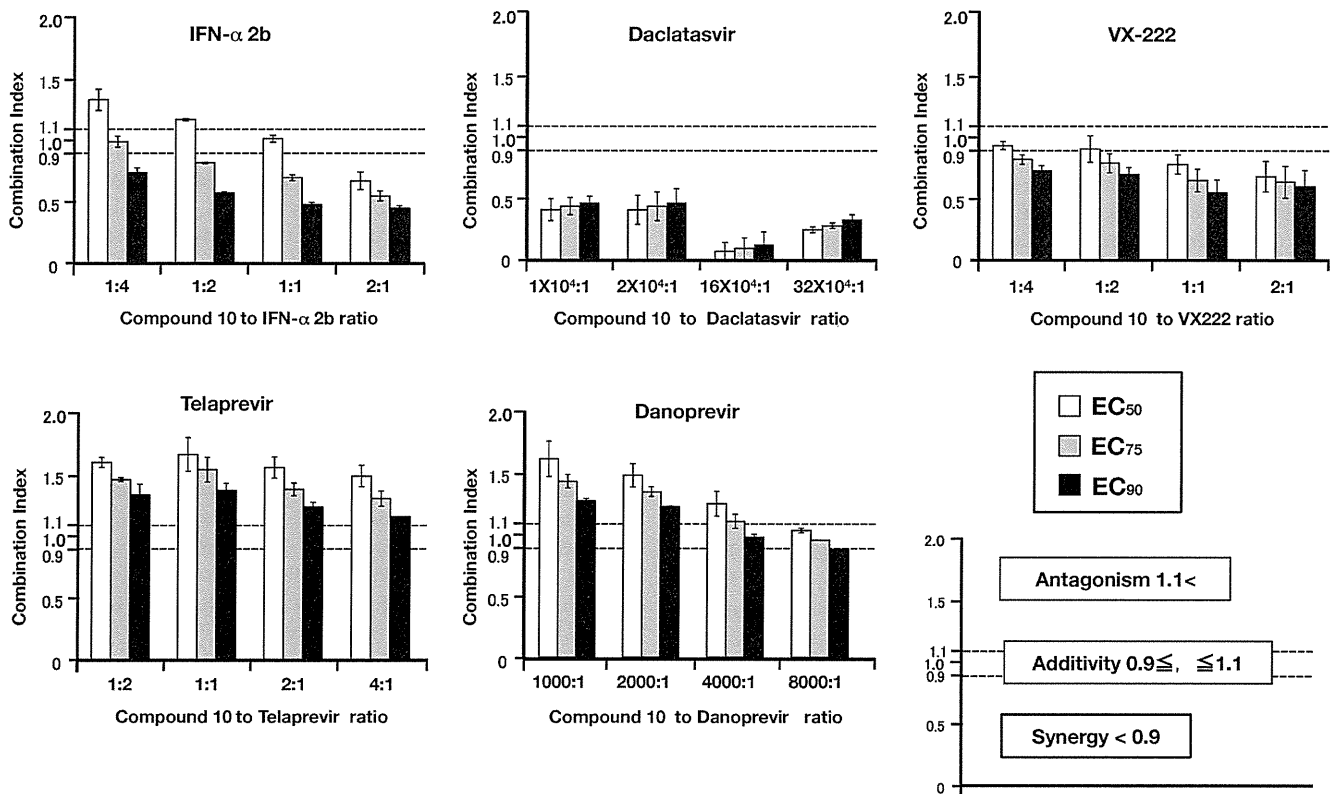 IFN-α 2b
Combination Index
2.0
1.5
1.1
1.0
0.9
0.5
0
1:4 1:2 1:1 2:1
Compound 10 to IFN-α 2b ratio
Daclatasvir
Combination Index
2.0
1.5
1.1
1.0
0.9
0.5
0
1X10⁴:1 2X10⁴:1 16X10⁴:1 32X10⁴:1
Compound 10 to Daclatasvir ratio
VX-222
Combination Index
2.0
1.5
1.1
1.0
0.9
0.5
0
1:4 1:2 1:1 2:1
Compound 10 to VX222 ratio
Telaprevir
Combination Index
2.0
1.5
1.1
1.0
0.9
0.5
0
1:2 1:1 2:1 4:1
Compound 10 to Telaprevir ratio
Danoprevir
Combination Index
2.0
1.5
1.1
1.0
0.9
0.5
0
1000:1 2000:1 4000:1 8000:1
Compound 10 to Danoprevir ratio
EC₅₀
EC₇₅
EC₉₀
2.0
Antagonism 1.1<
1.5
1.1
1.0
0.9
Additivity 0.9≦, ≦1.1
0.5
Synergy < 0.9
0